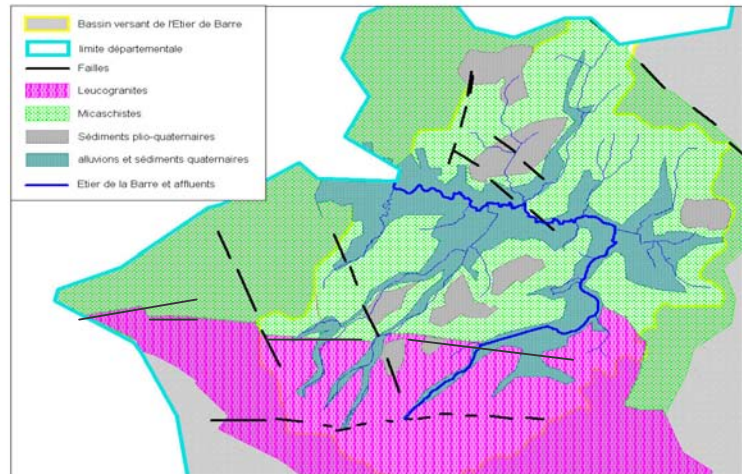 Bassin versant de l'Etier de Barre
limite départementale
Failles
Leucogranites
Micaschistes
Sédiments plio-quaternaires
alluvions et sédiments quaternaires
Etier de la Barre et affluents